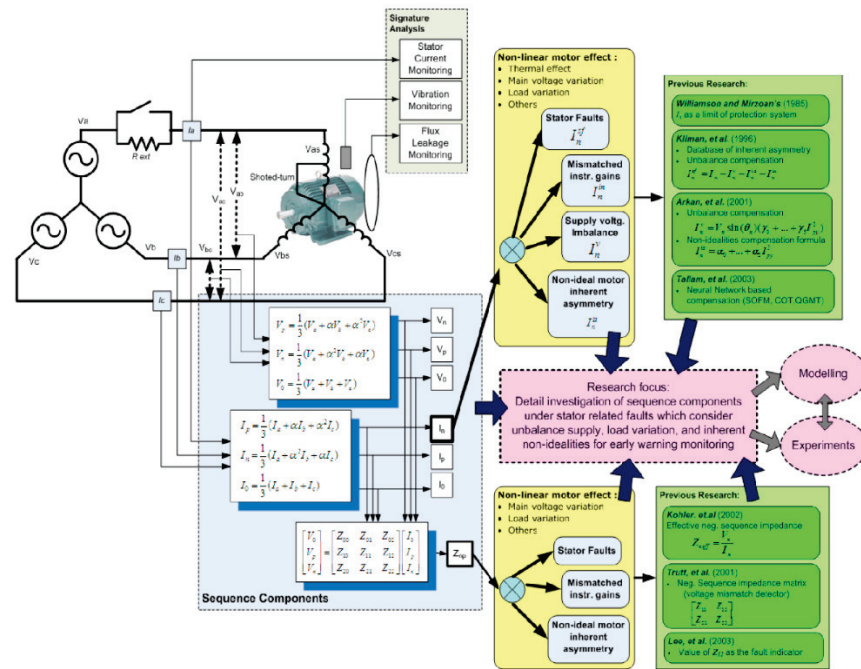 Signature
Analysis
Stator
Current
Monitoring
Vibration
Monitoring
Flux
Leakage
Monitoring
Va
R ext
Ia
Vas
Shoted-turn
Vab
Vac
Vc
Vb
Ib
Vbc
Vbs
Vcs
Ic
Non-linear motor effect :
• Thermal effect
• Main voltage variation
• Load variation
• Others
Stator Faults
Mismatched
instr. gains
Supply voltg.
Imbalance
Non-ideal motor
inherent
asymmetry
Previous Research:
Williamson and Mirzoan's (1985)
as a limit of protection system
Kliman, et al. (1996)
• Database of inherent asymmetry
• Unbalance compensation
Arkan, et al. (2001)
• Unbalance compensation
• Non-idealities compensation formula
Tallam, et al. (2003)
• Neural Network based
compensation (SOFM, COT.QGMT)
Vn
Vp
V0
In
Ip
I0
Znp
Sequence Components
Research focus:
Detail investigation of sequence components
under stator related faults which consider
unbalance supply, load variation, and inherent
non-idealities for early warning monitoring
Modelling
Experiments
Non-linear motor effect :
• Main voltage variation
• Load variation
• Others
Stator Faults
Mismatched
instr. gains
Non-ideal motor
inherent
asymmetry
Previous Research:
Kohler. et.al (2002)
Effective neg. sequence impedance
Trutt, et al. (2001)
• Neg. Sequence impedance matrix
(voltage mismatch detector)
Lee, et al. (2003)
• Value of as the fault indicator